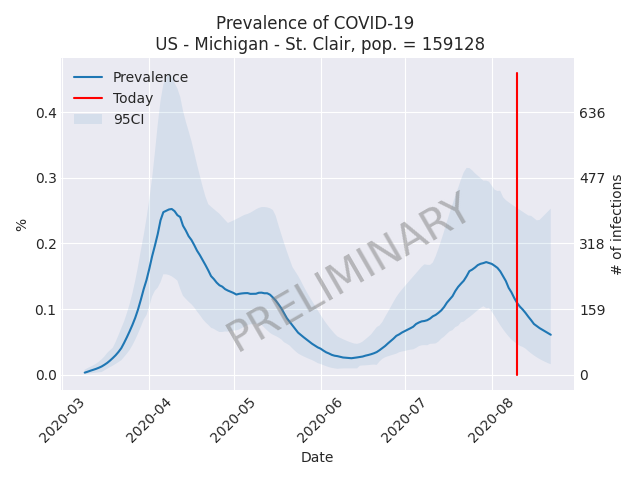 Prevalence of COVID-19
US - Michigan - St. Clair, pop. = 159128
Prevalence
Today
95CI
0.4
0.3
0.2
0.1
0.0
%
636
477
318
159
0
# of infections
PRELIMINARY
2020-03
2020-04
2020-05
2020-06
2020-07
2020-08
Date